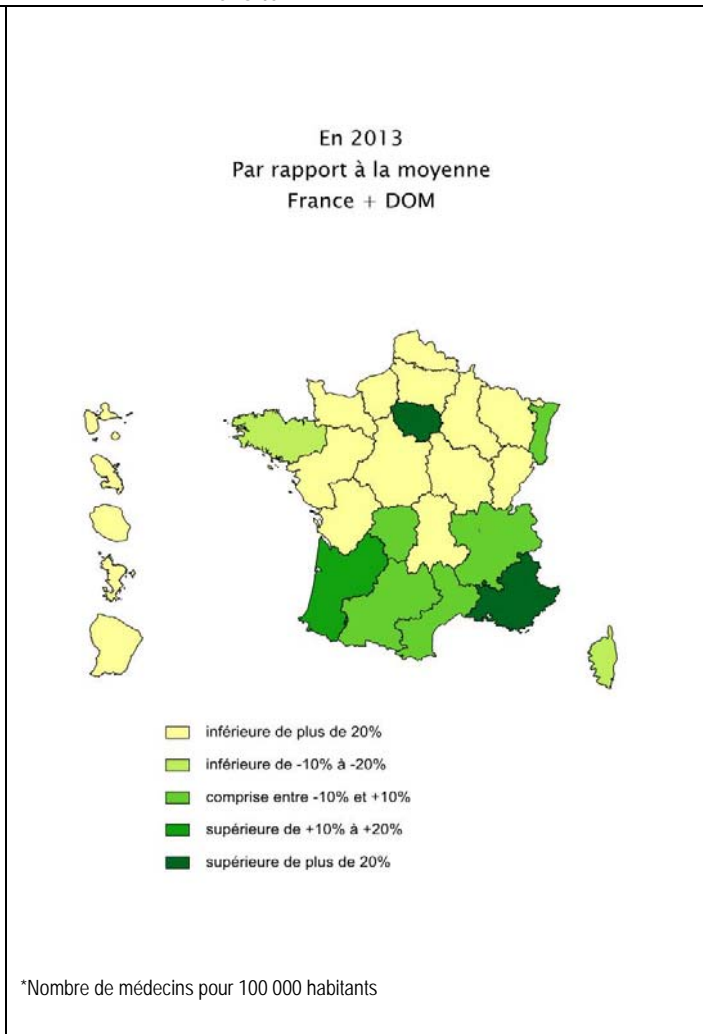 En 2013
Par rapport à la moyenne
France + DOM
inférieure de plus de 20%
inférieure de -10% à -20%
comprise entre -10% et +10%
supérieure de +10% à +20%
supérieure de plus de 20%
*Nombre de médecins pour 100 000 habitants